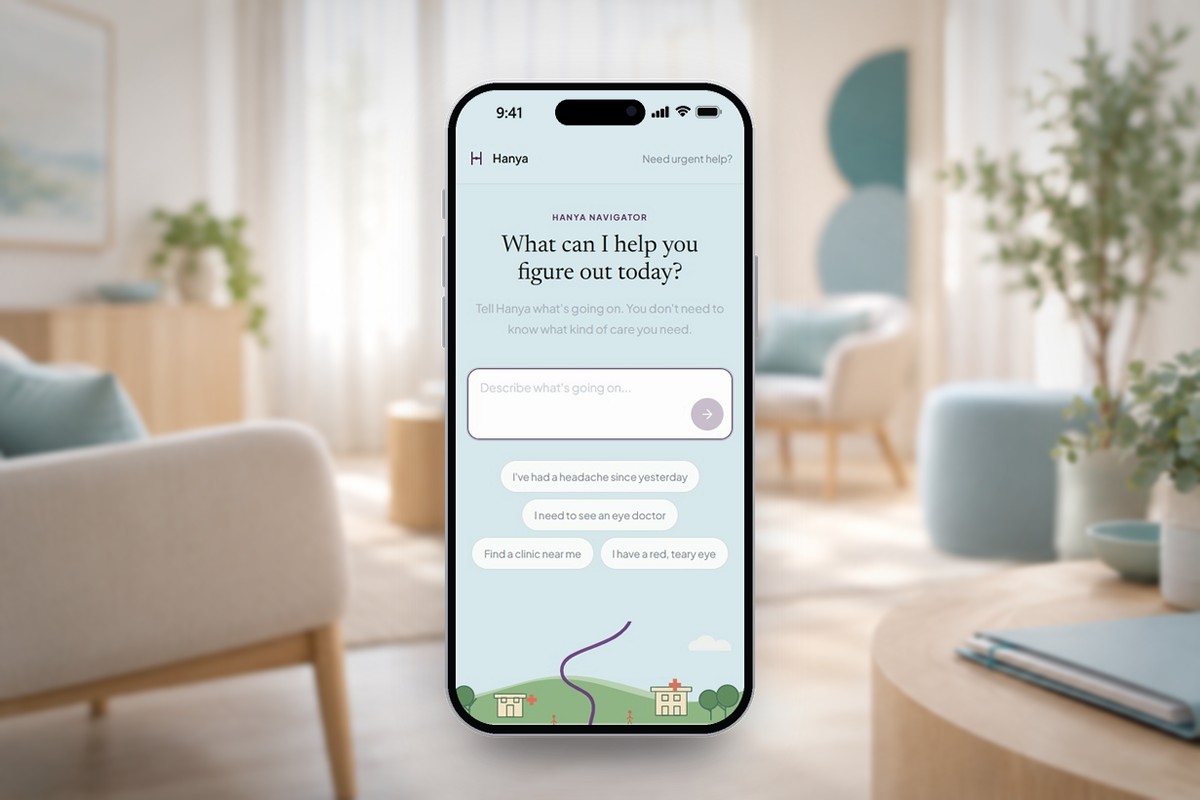 9:41
Hanya
Need urgent help?
HANYA NAVIGATOR
What can I help you
figure out today?
Tell Hanya what's going on. You don't need to
know what kind of care you need.
Describe what's going on...
I've had a headache since yesterday
I need to see an eye doctor
Find a clinic near me
I have a red, teary eye